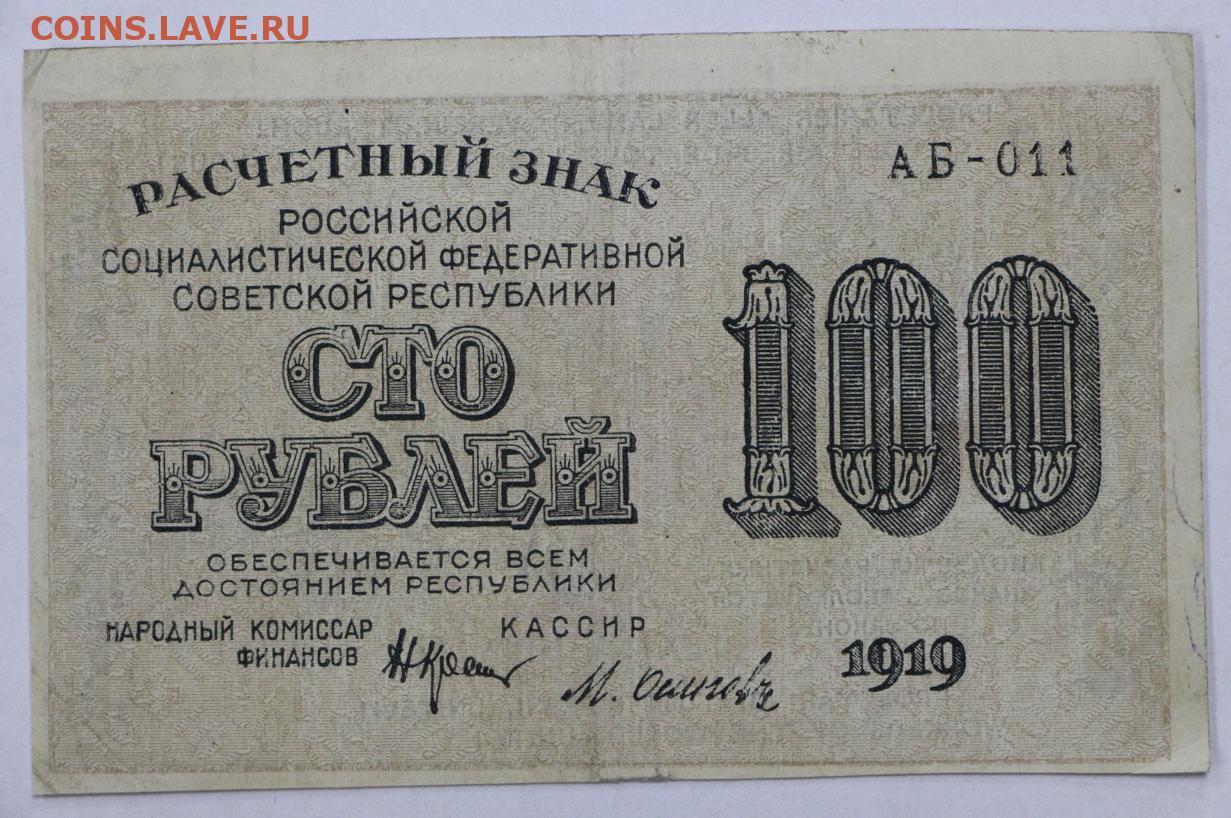 COINS.LAVE.RU
РАСЧЕТНЫЙ ЗНАК
РОССИЙСКОЙ
СОЦИАЛИСТИЧЕСКОЙ ФЕДЕРАТИВНОЙ
СОВЕТСКОЙ РЕСПУБЛИКИ
СТО
РУБЛЕЙ
ОБЕСПЕЧИВАЕТСЯ ВСЕМ
ДОСТОЯНИЕМ РЕСПУБЛИКИ
НАРОДНЫЙ КОМИССАР
ФИНАНСОВ
КАССИР
М.
АБ-011
100
1919